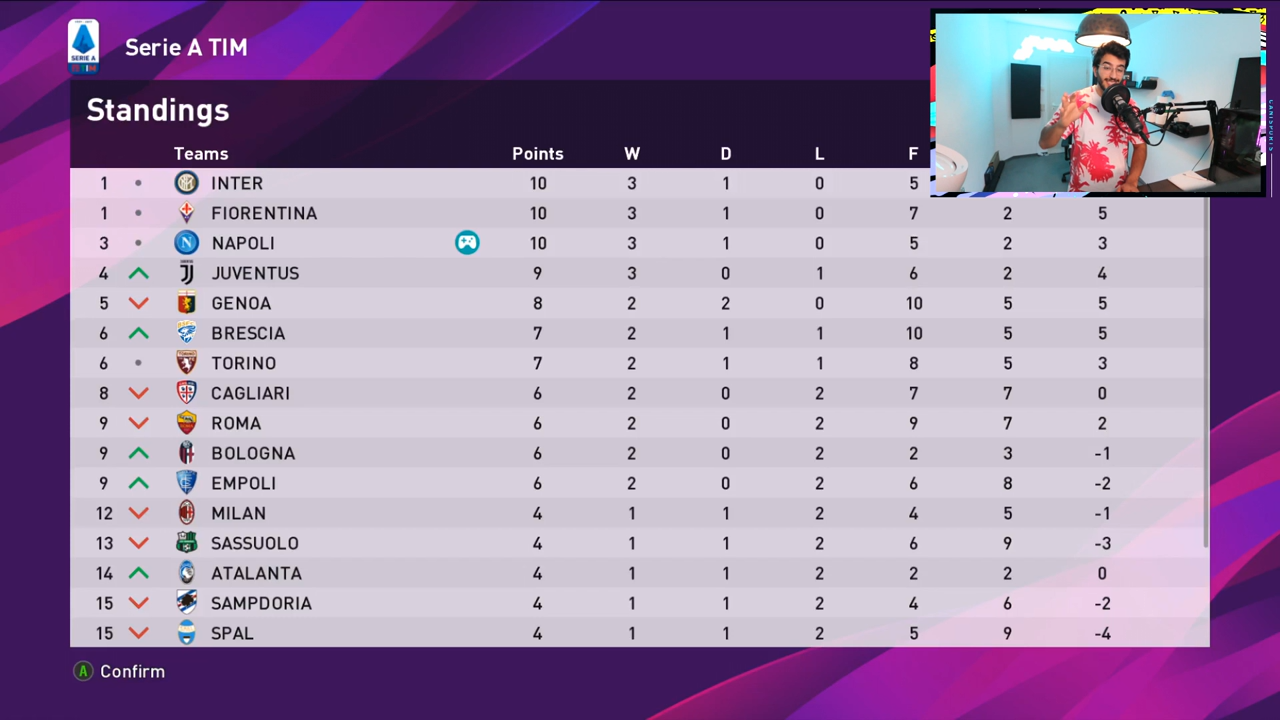 SERIE A
TIM
Serie A TIM
Standings
Teams Points W D L F
1 INTER 10 3 1 0 5
1 FIORENTINA 10 3 1 0 7 2 5
3 N NAPOLI 10 3 1 0 5 2 3
4 JUVENTUS 9 3 0 1 6 2 4
5 GENOA 8 2 2 0 10 5 5
6 BRESCIA 7 2 1 1 10 5 5
6 TORINO 7 2 1 1 8 5 3
8 CAGLIARI 6 2 0 2 7 7 0
9 ROMA 6 2 0 2 9 7 2
9 BOLOGNA 6 2 0 2 2 3 -1
9 EMPOLI 6 2 0 2 6 8 -2
12 MILAN 4 1 1 2 4 5 -1
13 SASSUOLO 4 1 1 2 6 9 -3
14 ATALANTA 4 1 1 2 2 2 0
15 SAMPDORIA 4 1 1 2 4 6 -2
15 SPAL 4 1 1 2 5 9 -4
A Confirm